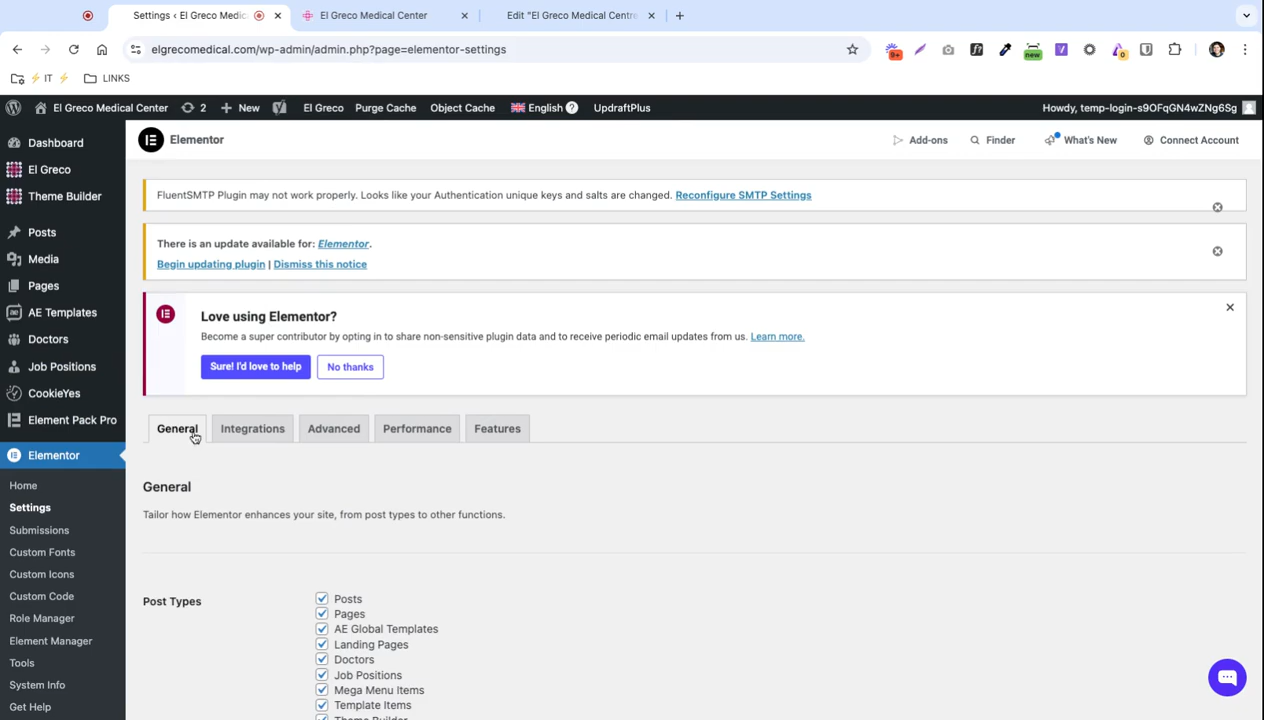 Settings ‹ El Greco Medic
El Greco Medical Center
Edit "El Greco Medical Centre
elgrecomedical.com/wp-admin/admin.php?page=elementor-settings
9+
new
0
⚡ IT ⚡
LINKS
El Greco Medical Center
2
New
El Greco
Purge Cache
Object Cache
English
?
UpdraftPlus
Howdy, temp-login-s9OFqGN4wZNg6Sg
Dashboard
El Greco
Theme Builder
Posts
Media
Pages
AE Templates
Doctors
Job Positions
CookieYes
Element Pack Pro
Elementor
Home
Settings
Submissions
Custom Fonts
Custom Icons
Custom Code
Role Manager
Element Manager
Tools
System Info
Get Help
Elementor
Add-ons
Finder
What's New
Connect Account
FluentSMTP Plugin may not work properly. Looks like your Authentication unique keys and salts are changed. Reconfigure SMTP Settings
There is an update available for: Elementor.
Begin updating plugin | Dismiss this notice
Love using Elementor?
Become a super contributor by opting in to share non-sensitive plugin data and to receive periodic email updates from us. Learn more.
Sure! I'd love to help
No thanks
General
Integrations
Advanced
Performance
Features
General
Tailor how Elementor enhances your site, from post types to other functions.
Post Types
Posts
Pages
AE Global Templates
Landing Pages
Doctors
Job Positions
Mega Menu Items
Template Items
Theme Builder